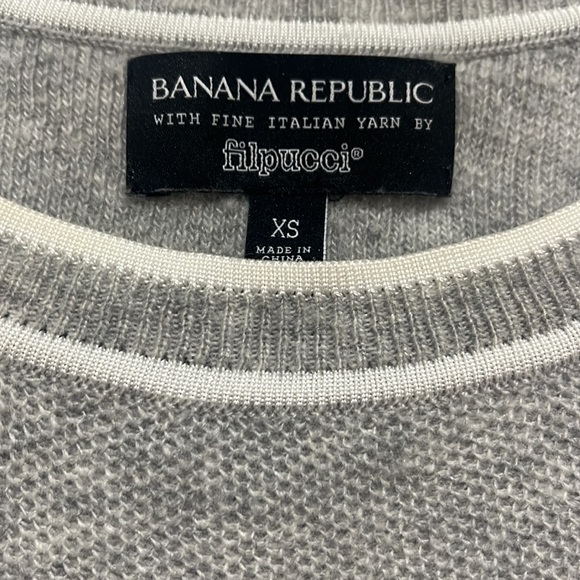 BANANA REPUBLIC
WITH FINE ITALIAN YARN BY
filpucci®
XS
MADE IN
CHINA